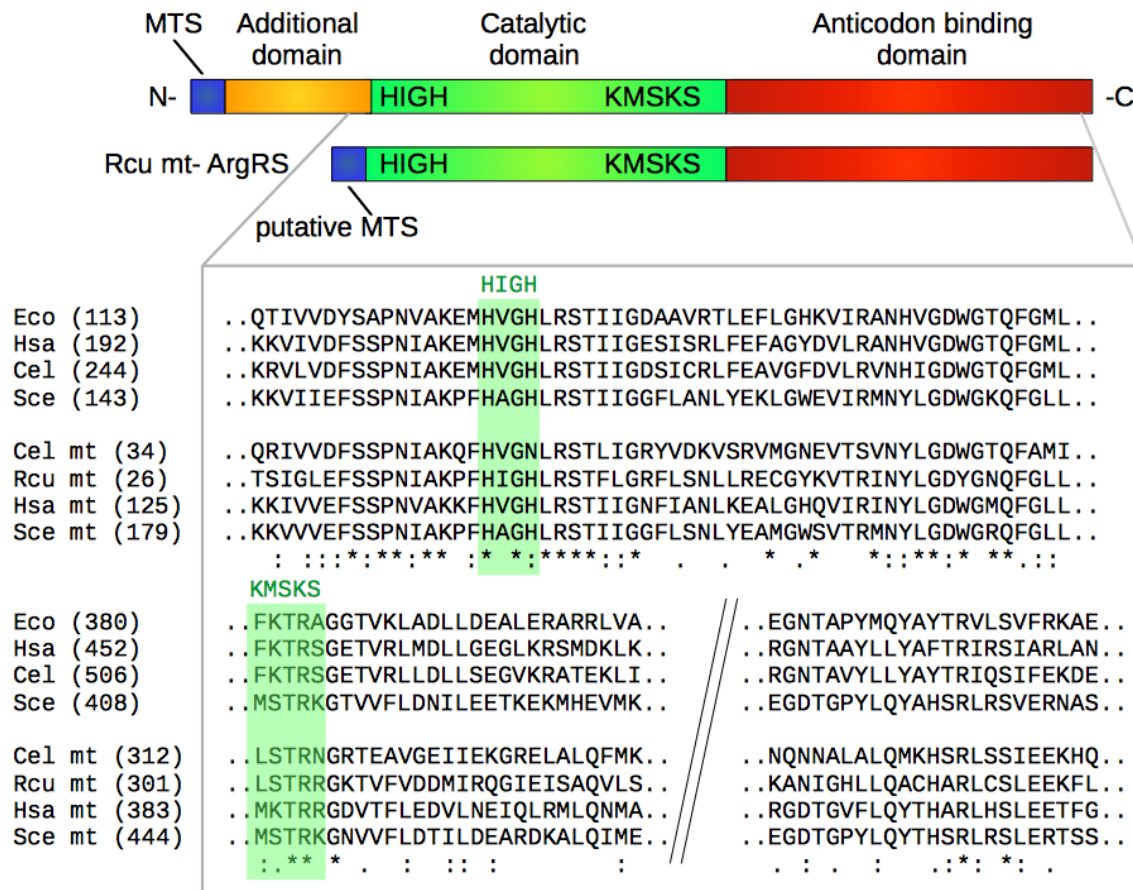 MTS Additional domain Catalytic domain Anticodon binding domain
N- HIGH KMSKS -C
Rcu mt- ArgRS HIGH KMSKS
putative MTS
HIGH
Eco (113) ..QTIVVDYSAPNVAKEMHVGHLRSTIIGDAAVRTLEFLGHKVIRANHVGDWGTQFGML..
Hsa (192) ..KKVIVDFSSPNIAKEMHVGHLRSTIIGESISRLFEFAGYDVLRANHVGDWGTQFGML..
Cel (244) ..KRVLVDFSSPNIAKEMHVGHLRSTIIGDSICRLFEAVGFDVLRVNHIGDWGTQFGML..
Sce (143) ..KKVIIEFSSPNIAKPFHAGHLRSTIIGGFLANLYEKLGWEVIRMNYLGDWGKQFGLL..
Cel mt (34) ..QRIVVDFSSPNIAKQFHVGNLRSTLIGRYVDKVSRVMGNEVTSVNYLGDWGTQFAMI..
Rcu mt (26) ..TSIGLEFSSPNIAKPFHIGHLRSTFLGRFLSNLLRECGYKVTRINYLGDYGNQFGLL..
Hsa mt (125) ..KKIVVEFSSPNVAKKFHVGHLRSTIIGNFIANLKEALGHQVIRINYLGDWGMQFGLL..
Sce mt (179) ..KKVVVEFSSPNIAKPFHAGHLRSTIIGGFLSNLYEAMGWSVTRMNYLGDWGRQFGLL..
: :::*:**:** :* *:****::* . . * . *::**:* **.::
KMSKS
Eco (380) ..FKTRAGGTVKLADLLDEALERARRLVA.. ..EGNTAPYMQYAYTRVLSVFRKAE..
Hsa (452) ..FKTRSGETVRLMDLLGEGLKRSMDKLK.. ..RGNTAAYLLYAFTRIRSIARLAN..
Cel (506) ..FKTRSGETVRLLDLLSEGVKRATEKLI.. ..RGNTAVYLLYAYTRIQSIFEKDE..
Sce (408) ..MSTRKGTVVFLDNILEETKEKMHEVMK.. ..EGDTGPYLQYAHSRLRSVERNAS..
Cel mt (312) ..LSTRNGRTEAVGEIIEKGRELALQFMK.. ..NQNNALALQMKHSRLSSIEEKHQ..
Rcu mt (301) ..LSTRRGKTVFVDDMIRQGIEISAQVLS.. ..KANIGHLLQACHARLCSLEEKFL..
Hsa mt (383) ..MKTRRGDVTFLEDVLNEIQLRMLQNMA.. ..RGDTGVFLQYTHARLHSLEETFG..
Sce mt (444) ..MSTRKGNVVFLDTILDEARDKALQIME.. ..EGDTGPYLQYTHSRLRSLERTSS..
:.** * . : :: : : . : : .:* :* :